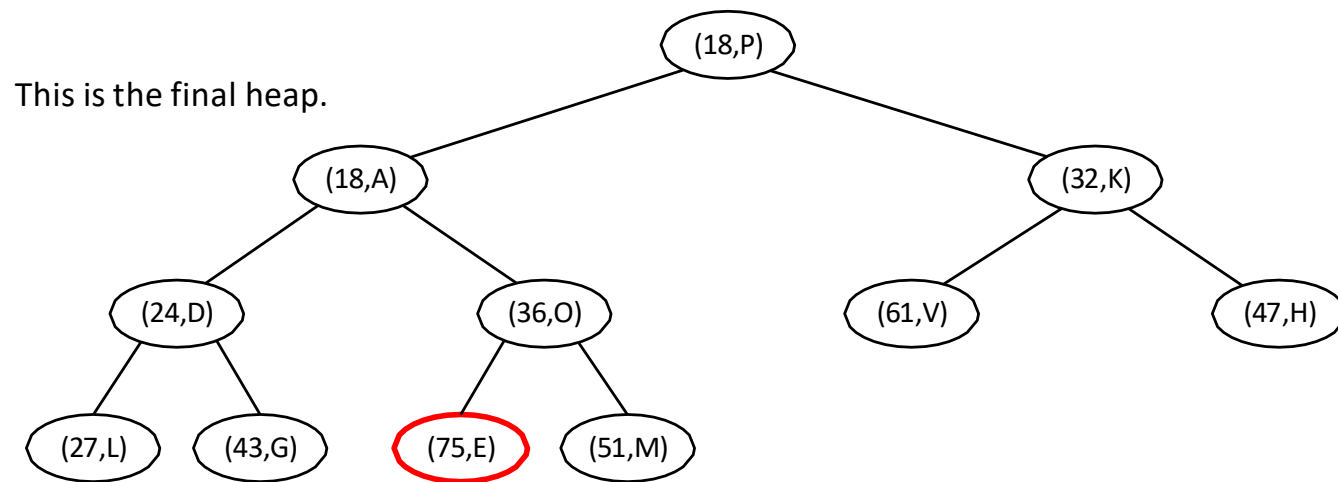 (18,P)
This is the final heap.
(18,A)
(32,K)
(24,D)
(36,O)
(61,V)
(47,H)
(27,L)
(43,G)
(75,E)
(51,M)